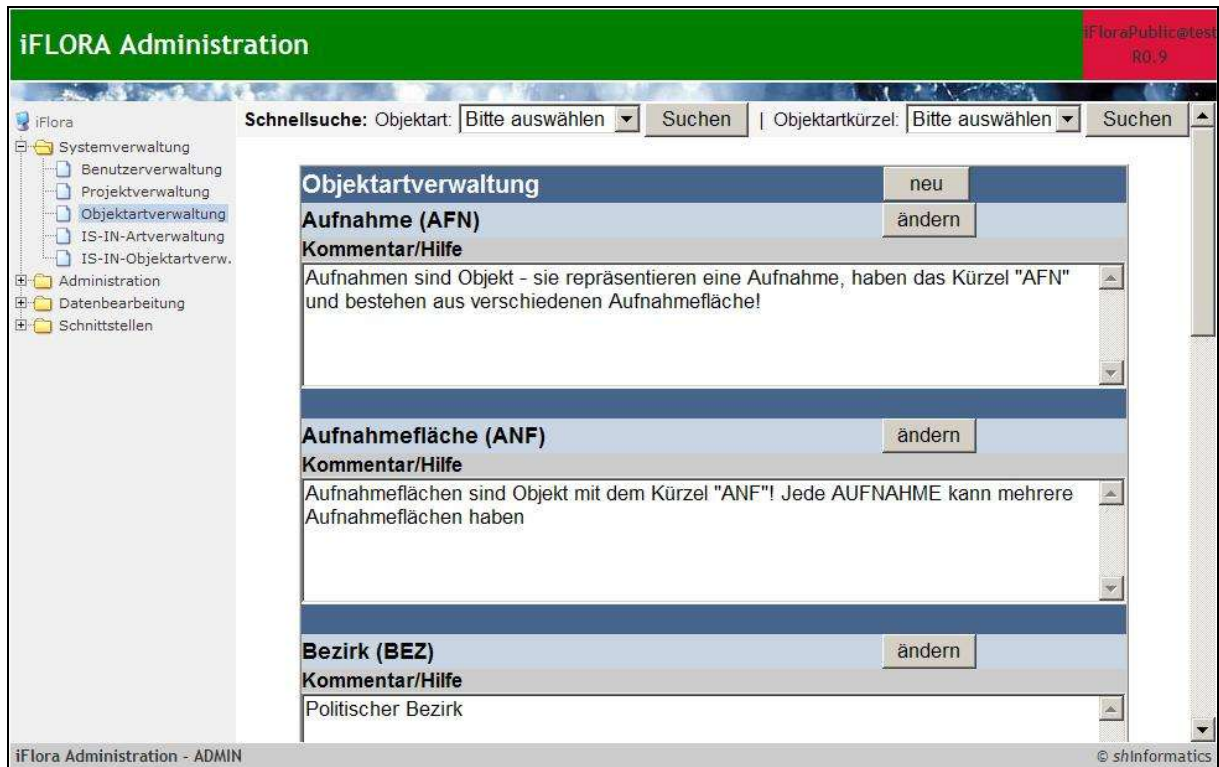 iFLORA Administration
iFloraPublic@test
R0.9
Schnellsuche: Objektart: Bitte auswählen Suchen | Objektartkürzel: Bitte auswählen Suchen
iFlora
Systemverwaltung
Benutzerverwaltung
Projektverwaltung
Objektartverwaltung
IS-IN-Artverwaltung
IS-IN-Objektartverw.
Administration
Datenbearbeitung
Schnittstellen
Objektartverwaltung neu
Aufnahme (AFN) ändern
Kommentar/Hilfe
Aufnahmen sind Objekt - sie repräsentieren eine Aufnahme, haben das Kürzel "AFN"
und bestehen aus verschiedenen Aufnahmefläche!
Aufnahmefläche (ANF) ändern
Kommentar/Hilfe
Aufnahmeflächen sind Objekt mit dem Kürzel "ANF"! Jede AUFNAHME kann mehrere
Aufnahmeflächen haben
Bezirk (BEZ) ändern
Kommentar/Hilfe
Politischer Bezirk
iFlora Administration - ADMIN
© shInformatics